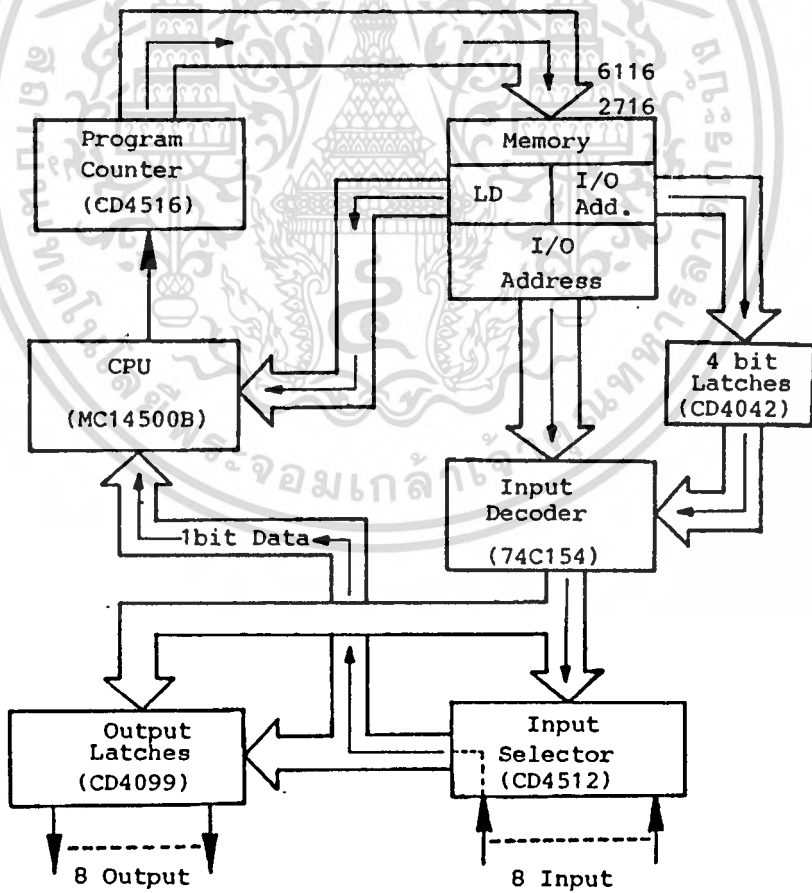 6116
2716
Program
Counter
(CD4516)
Memory
LD
I/O
Add.
I/O
Address
CPU
(MC14500B)
4 bit
Latches
(CD4042)
Input
Decoder
(74C154)
1bit Data
Output
Latches
(CD4099)
Input
Selector
(CD4512)
8 Output
8 Input